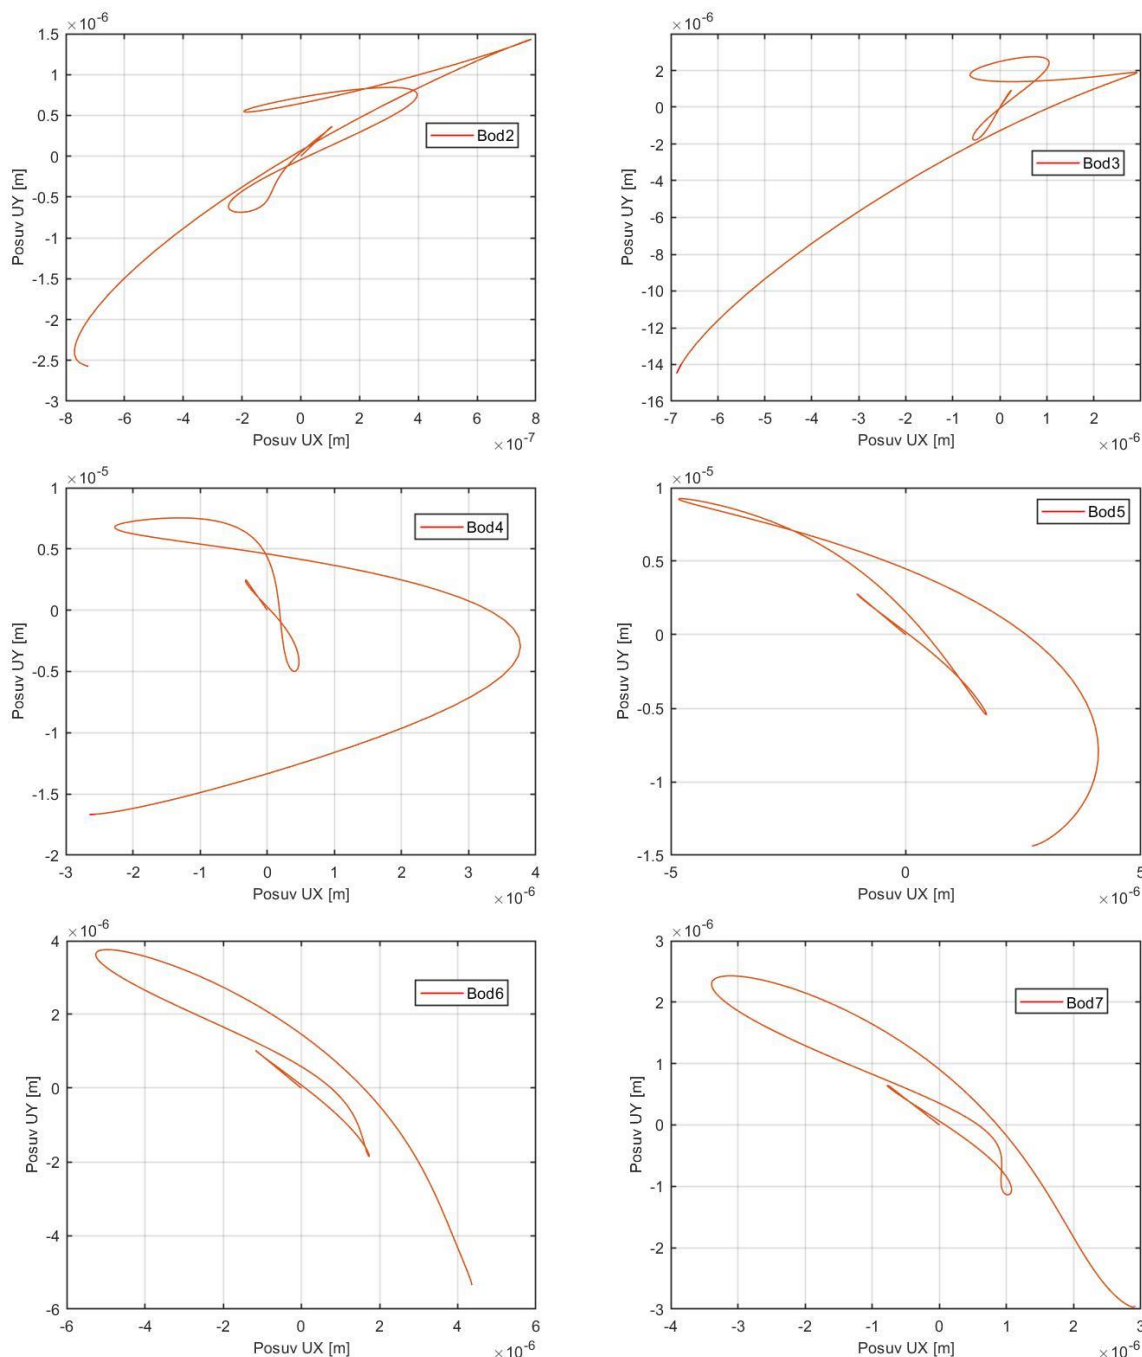 ×10⁻⁶
1.5
1
0.5
0
-0.5
-1
-1.5
-2
-2.5
-3
Posuv UY [m]
Bod2
-8 -6 -4 -2 0 2 4 6 8
Posuv UX [m]
×10⁻⁷
×10⁻⁶
2
0
-2
-4
-6
-8
-10
-12
-14
-16
Posuv UY [m]
Bod3
-7 -6 -5 -4 -3 -2 -1 0 1 2 3
Posuv UX [m]
×10⁻⁶
×10⁻⁵
1
0.5
0
-0.5
-1
-1.5
-2
Posuv UY [m]
Bod4
-3 -2 -1 0 1 2 3 4
Posuv UX [m]
×10⁻⁶
×10⁻⁵
1
0.5
0
-0.5
-1
-1.5
Posuv UY [m]
Bod5
-5 0 5
Posuv UX [m]
×10⁻⁶
×10⁻⁶
4
2
0
-2
-4
-6
Posuv UY [m]
Bod6
-6 -4 -2 0 2 4 6
Posuv UX [m]
×10⁻⁶
×10⁻⁶
3
2
1
0
-1
-2
-3
Posuv UY [m]
Bod7
-4 -3 -2 -1 0 1 2 3
Posuv UX [m]
×10⁻⁶